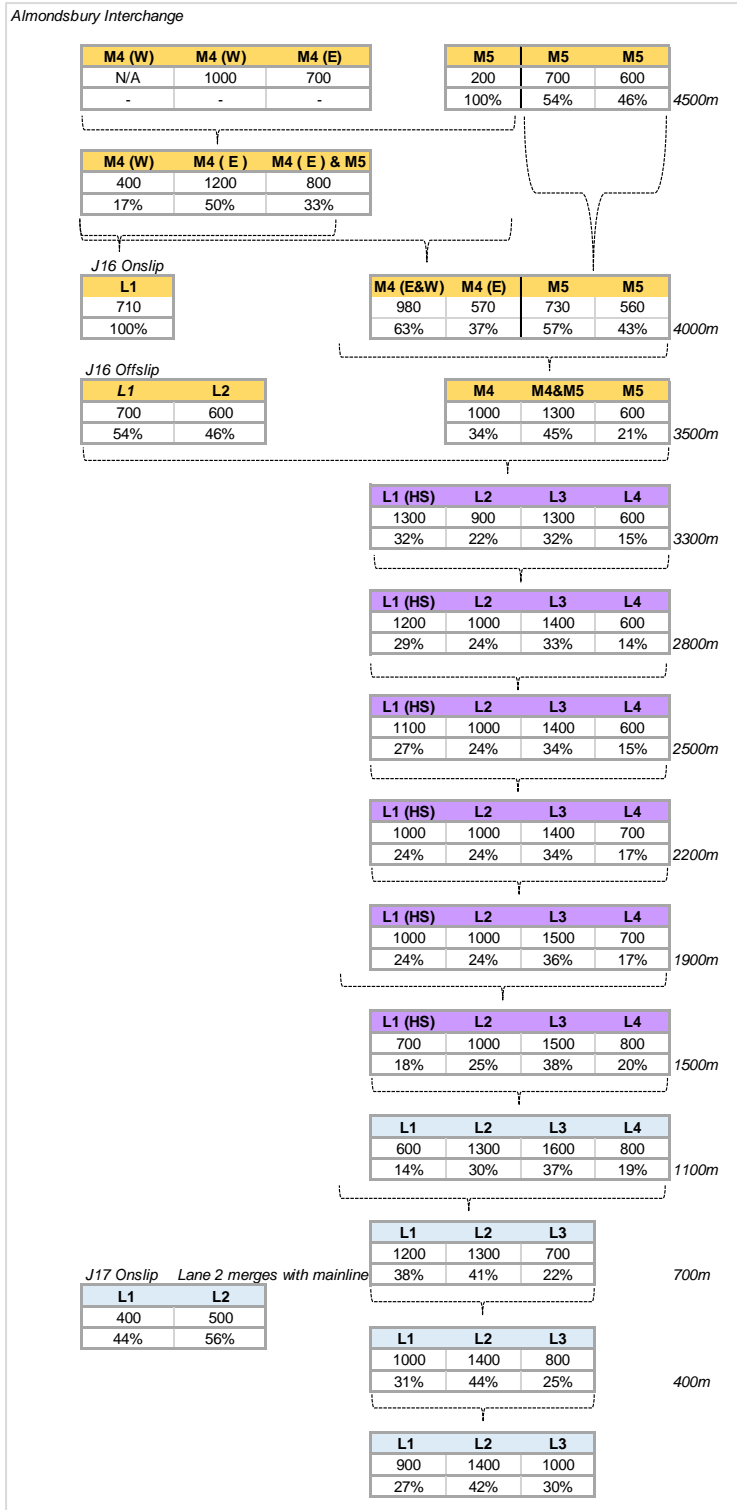 Almondsbury Interchange
M4 (W) M4 (W) M4 (E) M5 M5 M5
N/A 1000 700 200 700 600
- - - 100% 54% 46% 4500m
M4 (W) M4 ( E ) M4 ( E ) & M5
400 1200 800
17% 50% 33%
J16 Onslip
L1 M4 (E&W) M4 (E) M5 M5
710 980 570 730 560
100% 63% 37% 57% 43% 4000m
J16 Offslip
L1 L2 M4 M4&M5 M5
700 600 1000 1300 600
54% 46% 34% 45% 21% 3500m
L1 (HS) L2 L3 L4
1300 900 1300 600
32% 22% 32% 15% 3300m
L1 (HS) L2 L3 L4
1200 1000 1400 600
29% 24% 33% 14% 2800m
L1 (HS) L2 L3 L4
1100 1000 1400 600
27% 24% 34% 15% 2500m
L1 (HS) L2 L3 L4
1000 1000 1400 700
24% 24% 34% 17% 2200m
L1 (HS) L2 L3 L4
1000 1000 1500 700
24% 24% 36% 17% 1900m
L1 (HS) L2 L3 L4
700 1000 1500 800
18% 25% 38% 20% 1500m
L1 L2 L3 L4
600 1300 1600 800
14% 30% 37% 19% 1100m
L1 L2 L3
1200 1300 700
J17 Onslip Lane 2 merges with mainline 38% 41% 22% 700m
L1 L2
400 500
44% 56%
L1 L2 L3
1000 1400 800
31% 44% 25% 400m
L1 L2 L3
900 1400 1000
27% 42% 30%